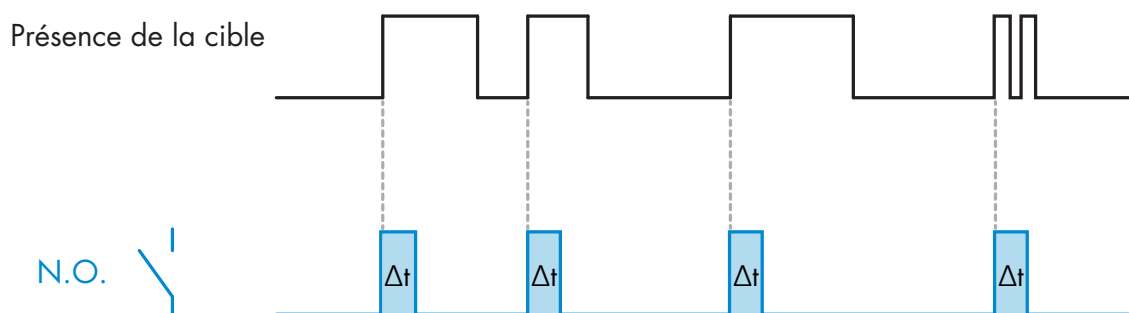 Présence de la cible
N.O.
Δt Δt Δt Δt